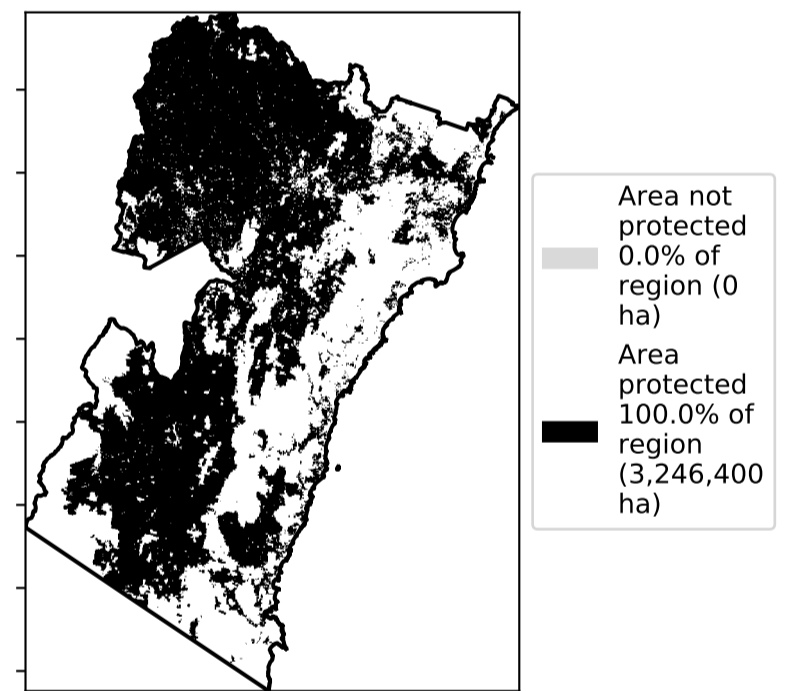 Area not
protected
0.0% of
region (0
ha)
Area
protected
100.0% of
region
(3,246,400
ha)